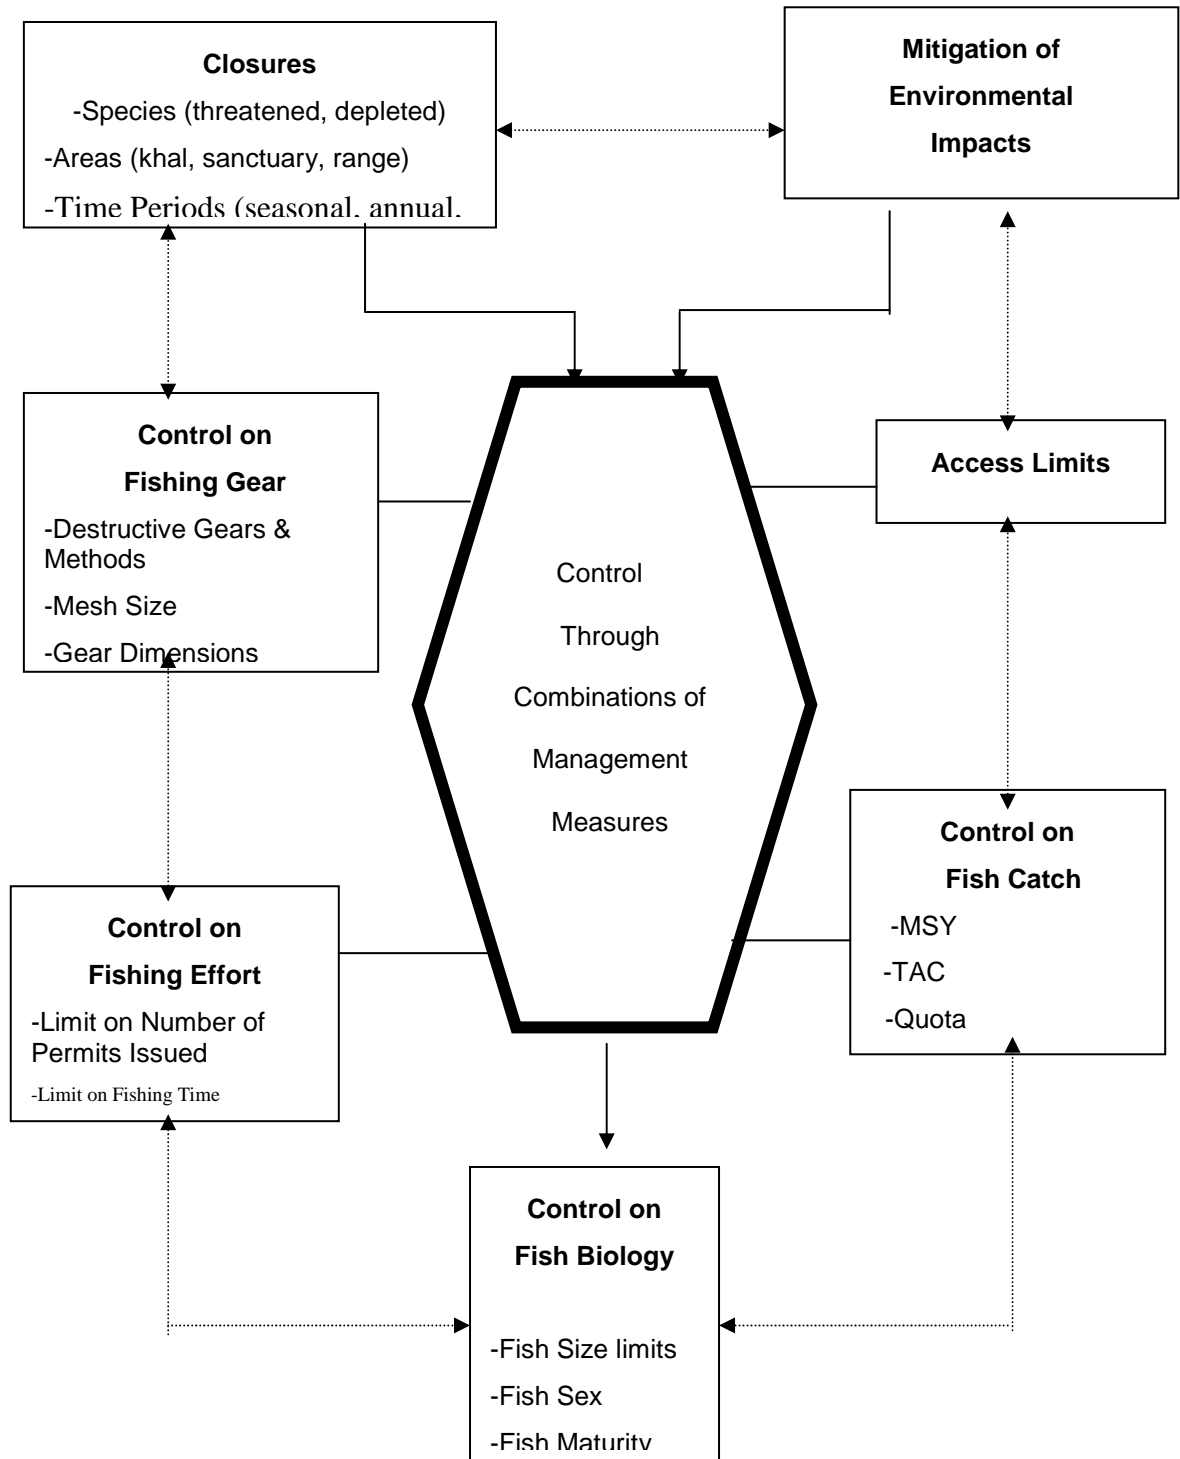 Closures
-Species (threatened, depleted)
-Areas (khal, sanctuary, range)
-Time Periods (seasonal, annual,
Mitigation of
Environmental
Impacts
Control on
Fishing Gear
-Destructive Gears &
Methods
-Mesh Size
-Gear Dimensions
Access Limits
Control
Through
Combinations of
Management
Measures
Control on
Fishing Effort
-Limit on Number of
Permits Issued
-Limit on Fishing Time
Control on
Fish Catch
-MSY
-TAC
-Quota
Control on
Fish Biology
-Fish Size limits
-Fish Sex
-Fish Maturity